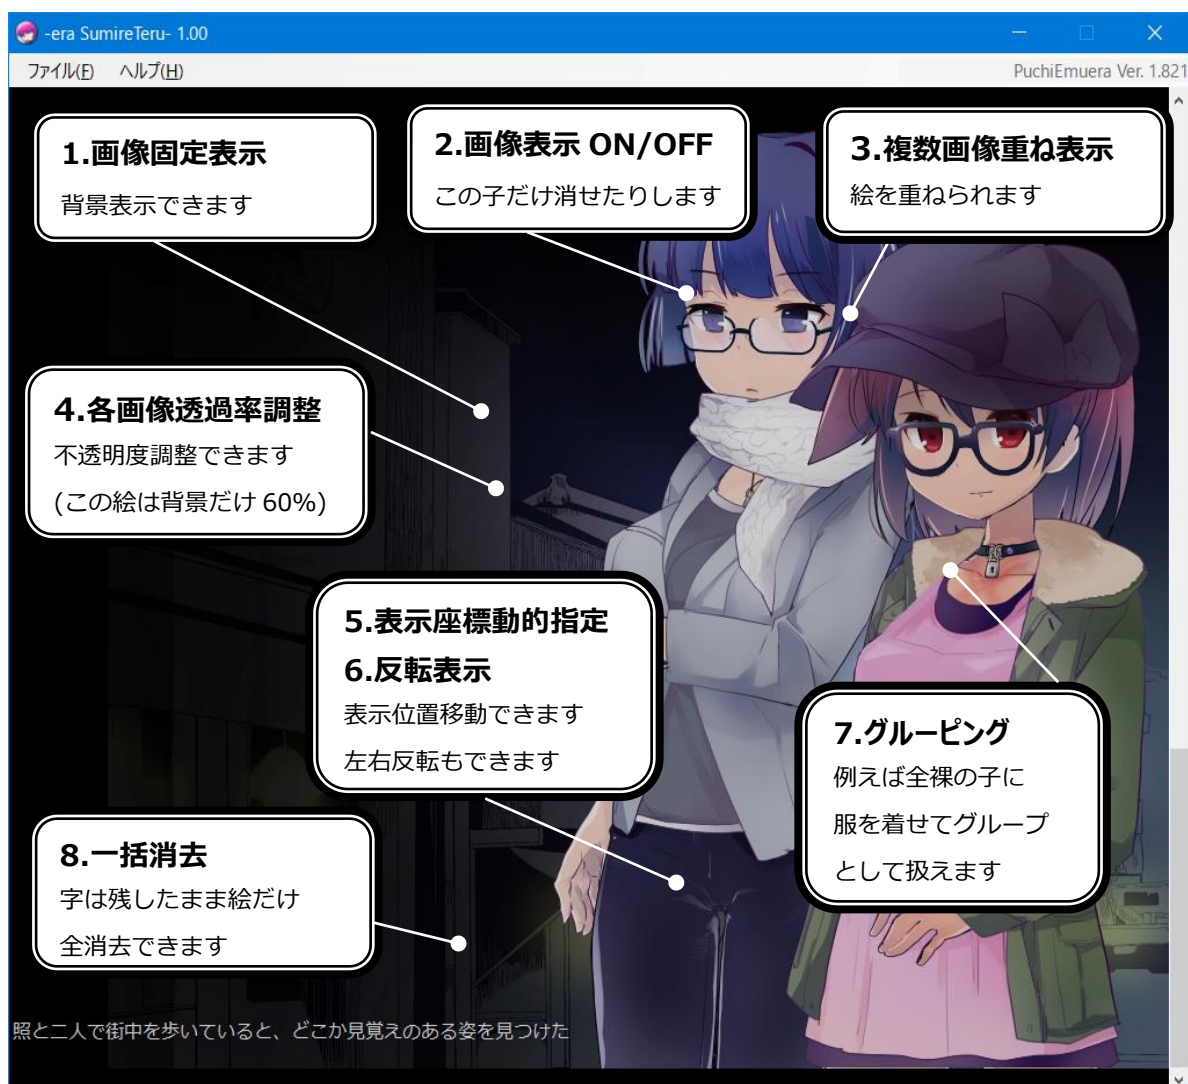 -era SumireTeru- 1.00
ファイル(F) ヘルプ(H)
PuchiEmuera Ver. 1.821
1.画像固定表示
背景表示できます
2.画像表示 ON/OFF
この子だけ消せたりします
3.複数画像重ね表示
絵を重ねられます
4.各画像透過率調整
不透明度調整できます
(この絵は背景だけ 60%)
5.表示座標動的指定
6.反転表示
表示位置移動できます
左右反転もできます
7.グルーピング
例えば全裸の子に
服を着せてグループ
として扱えます
8.一括消去
字は残したまま絵だけ
全消去できます
照と二人で街中を歩いていると、どこか見覚えのある姿を見つけた